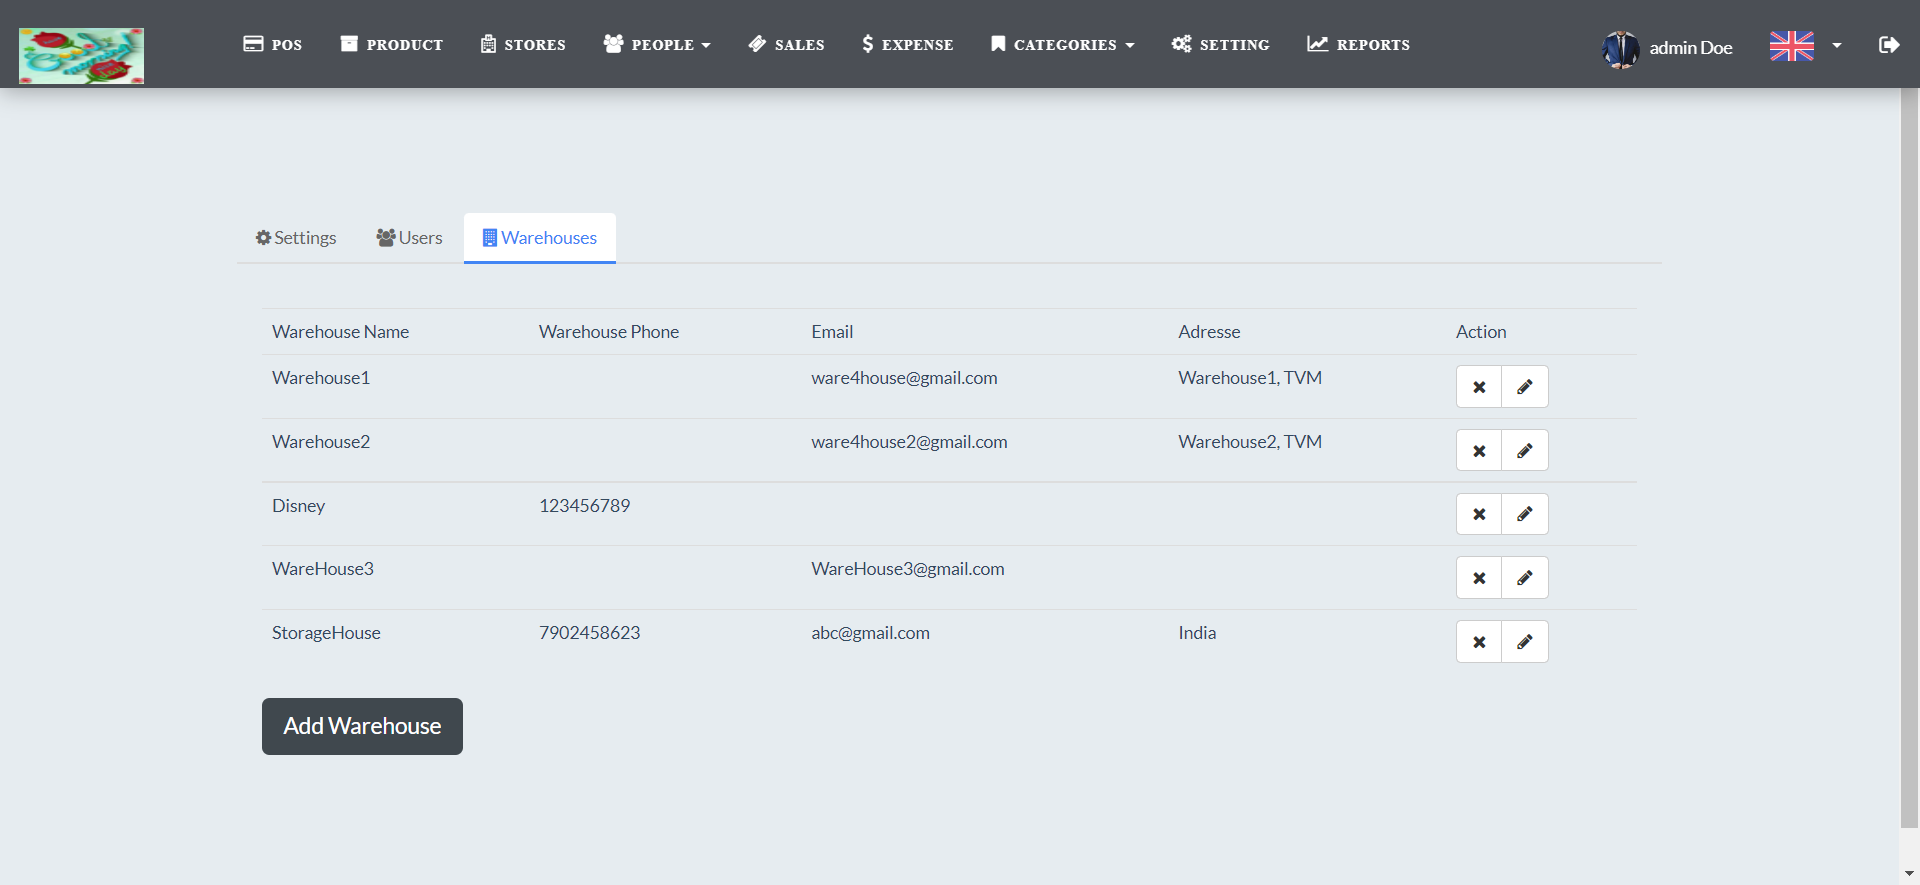 POS PRODUCT STORES PEOPLE SALES EXPENSE CATEGORIES SETTING REPORTS admin Doe
Settings Users Warehouses
Warehouse Name Warehouse Phone Email Adresse Action
Warehouse1 ware4house@gmail.com Warehouse1, TVM
Warehouse2 ware4house2@gmail.com Warehouse2, TVM
Disney 123456789
WareHouse3 WareHouse3@gmail.com
StorageHouse 7902458623 abc@gmail.com India
Add Warehouse